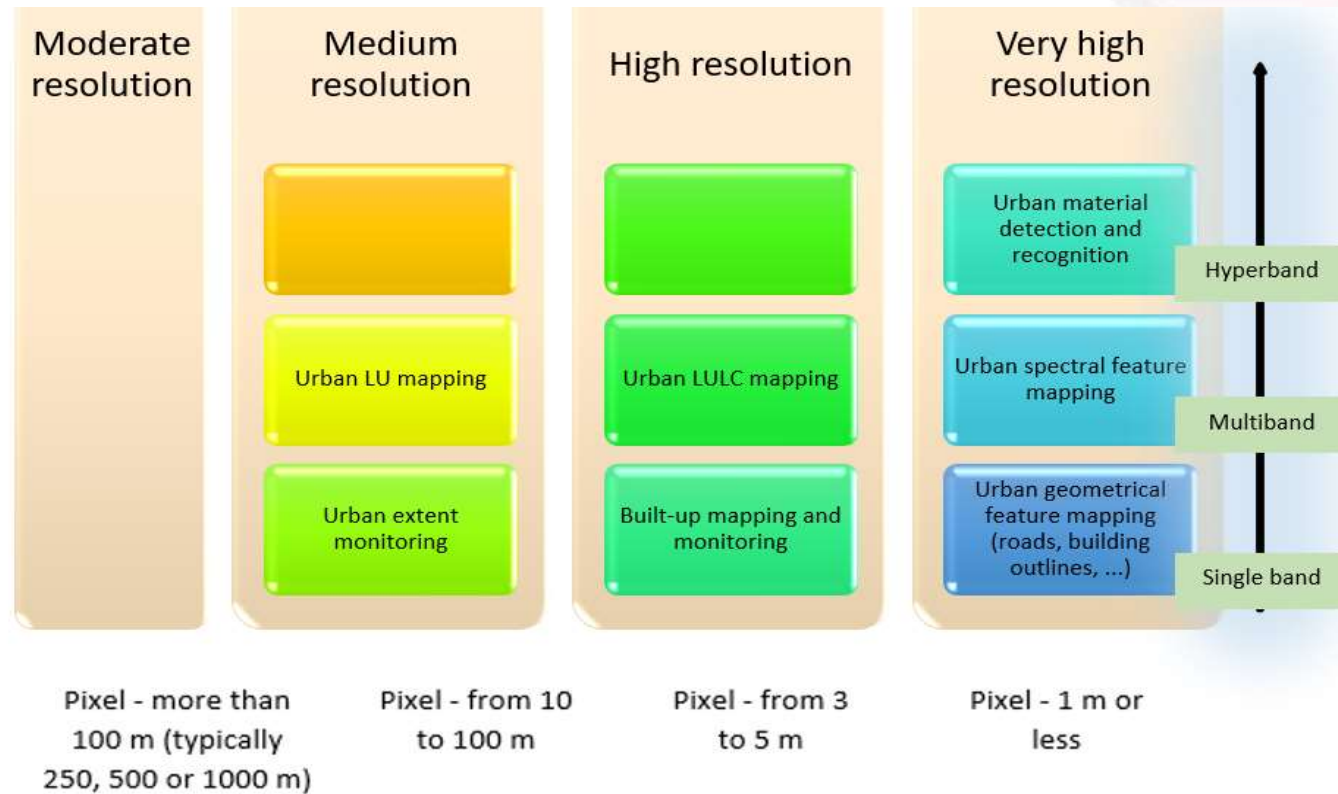 Moderate
resolution
Medium
resolution
High resolution
Very high
resolution
Urban material
detection and
recognition
Hyperband
Urban LU mapping
Urban LULC mapping
Urban spectral feature
mapping
Multiband
Urban extent
monitoring
Built-up mapping and
monitoring
Urban geometrical
feature mapping
(roads, building
outlines, ...)
Single band
Pixel - more than
100 m (typically
250, 500 or 1000 m)
Pixel - from 10
to 100 m
Pixel - from 3
to 5 m
Pixel - 1 m or
less